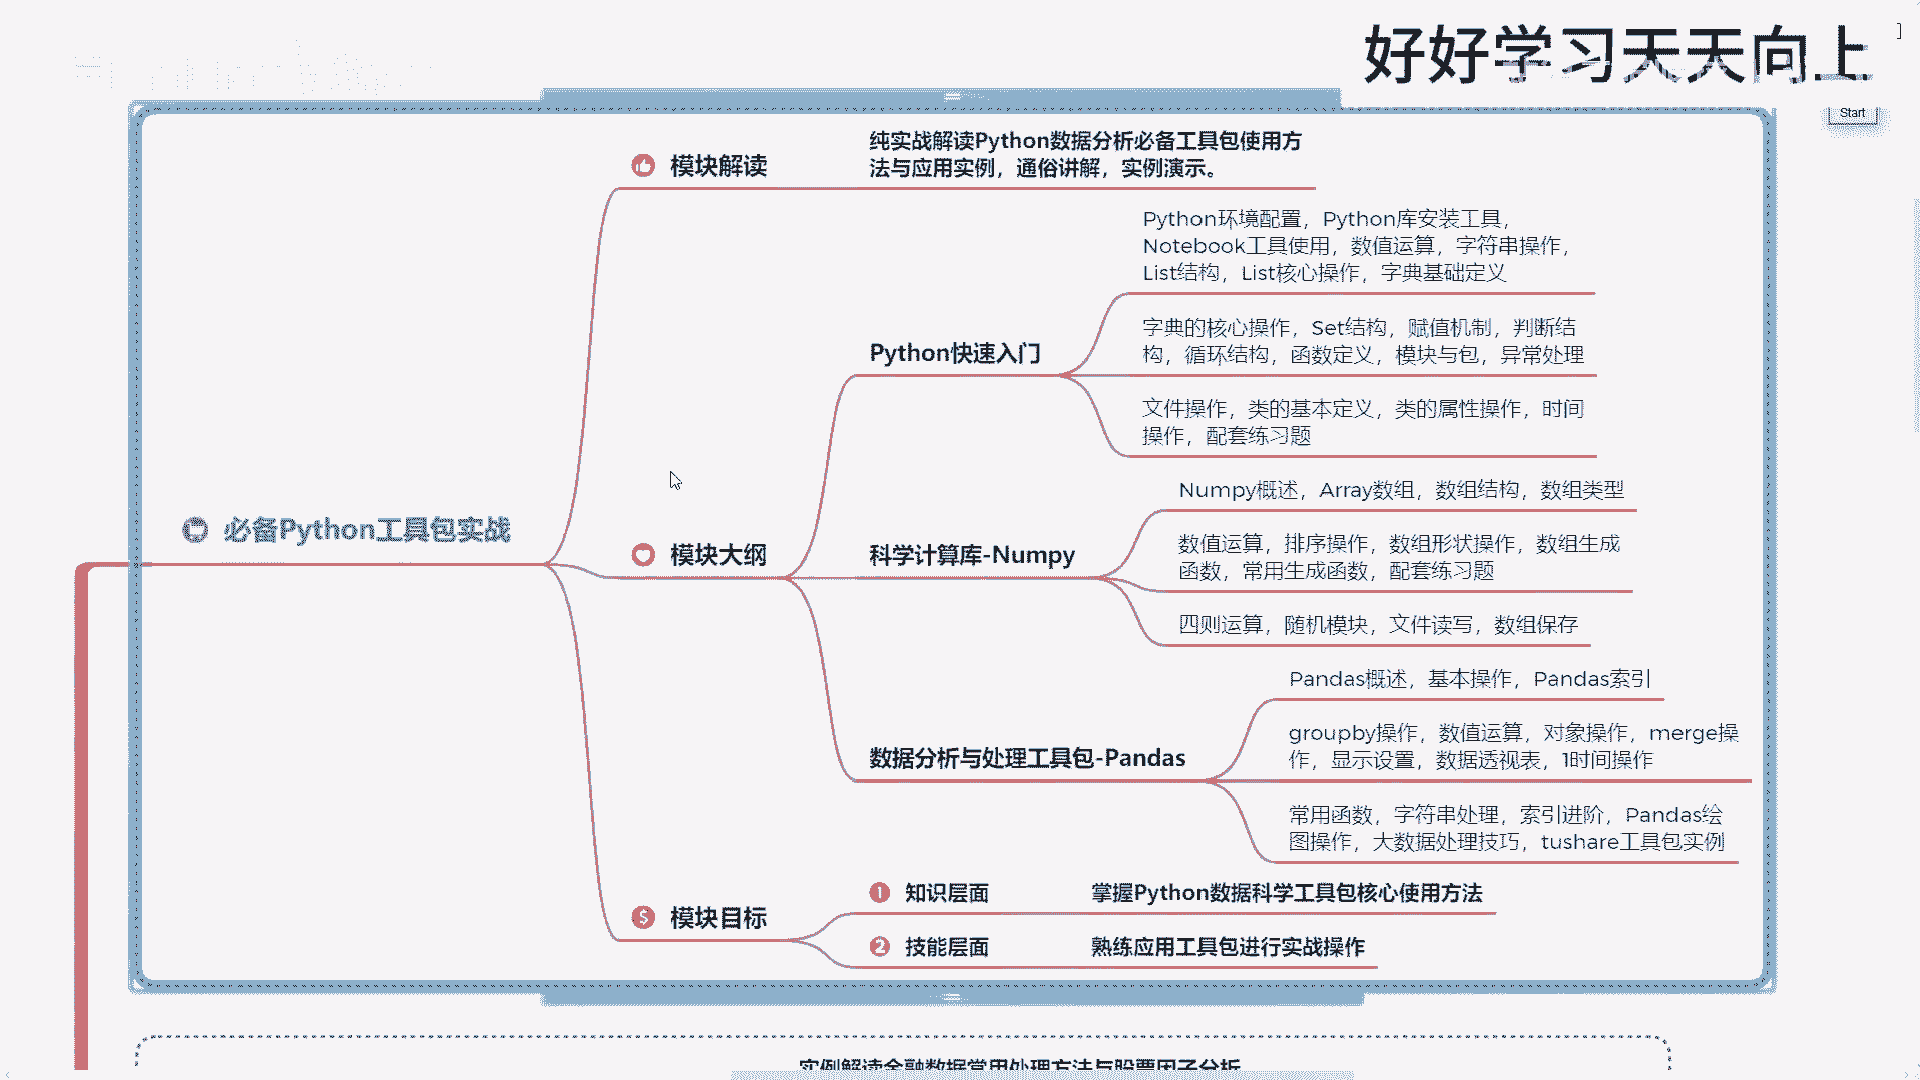 好好学习天天向上
Start
模块解读
纯实战解读Python数据分析必备工具包使用方
法与应用实例，通俗讲解，实例演示。
Python环境配置，Python库安装工具，
Notebook工具使用，数值运算，字符串操作，
List结构，List核心操作，字典基础定义
Python快速入门
字典的核心操作，Set结构，赋值机制，判断结
构，循环结构，函数定义，模块与包，异常处理
文件操作，类的基本定义，类的属性操作，时间
操作，配套练习题
必备Python工具包实战
模块大纲
科学计算库-Numpy
Numpy概述，Array数组，数组结构，数组类型
数值运算，排序操作，数组形状操作，数组生成
函数，常用生成函数，配套练习题
四则运算，随机模块，文件读写，数组保存
数据分析与处理工具包-Pandas
Pandas概述，基本操作，Pandas索引
groupby操作，数值运算，对象操作，merge操
作，显示设置，数据透视表，1时间操作
常用函数，字符串处理，索引进阶，Pandas绘
图操作，大数据处理技巧，tushare工具包实例
模块目标
1 知识层面 掌握Python数据科学工具包核心使用方法
2 技能层面 熟练应用工具包进行实战操作
实例解读金融数据常用处理方法与股票因子分析